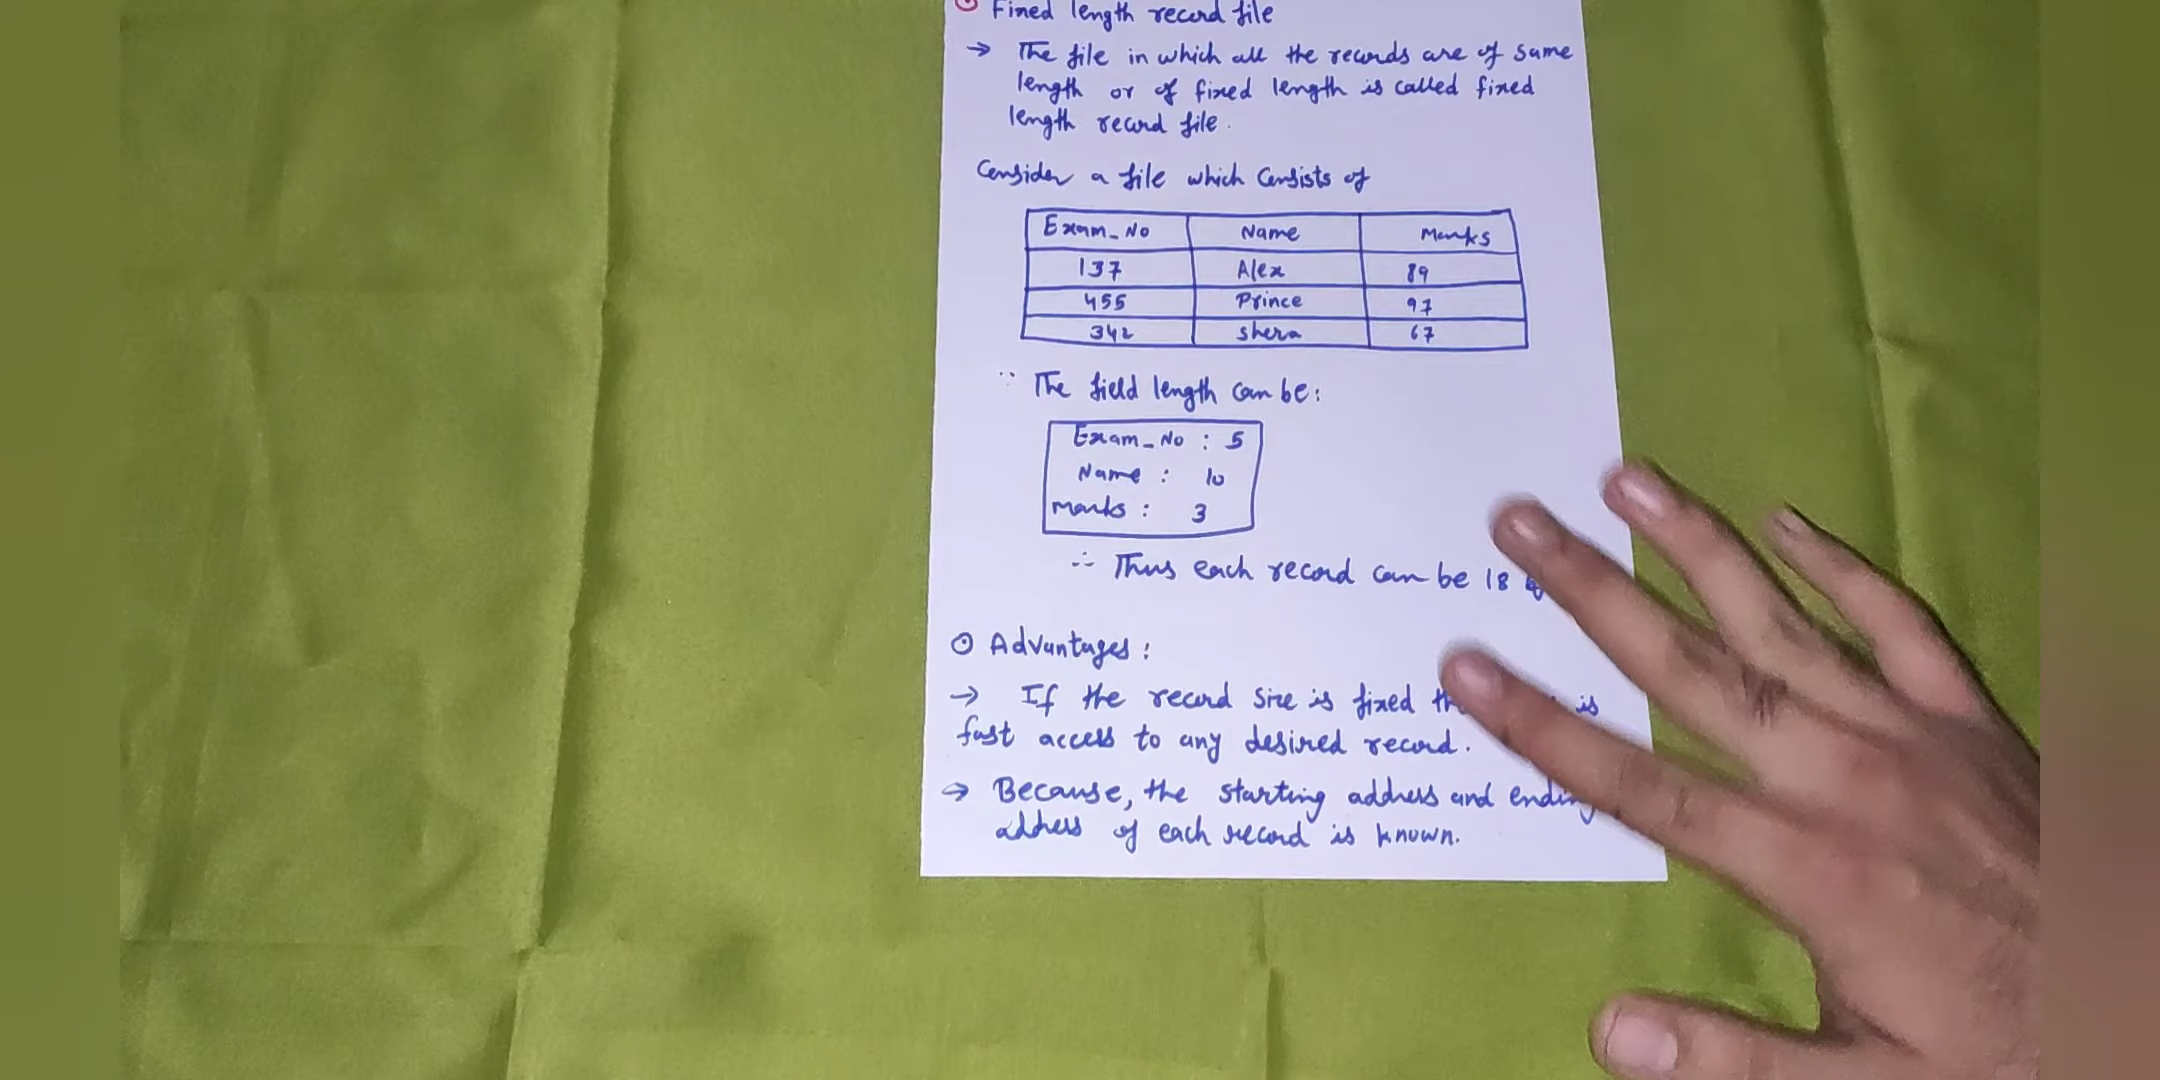 Fixed length record file
→ The file in which all the records are of same
length or of fixed length is called fixed
length record file.
Consider a file which consists of
Exam_No Name Marks
137 Alex 89
455 Prince 97
342 shera 67
∵ The field length can be:
Exam_No : 5
Name : 10
Marks : 3
∴ Thus each record can be 18
⊙ Advantages:
→ If the record size is fixed is
fast access to any desired record.
→ Because, the starting address and ending
address of each record is known.